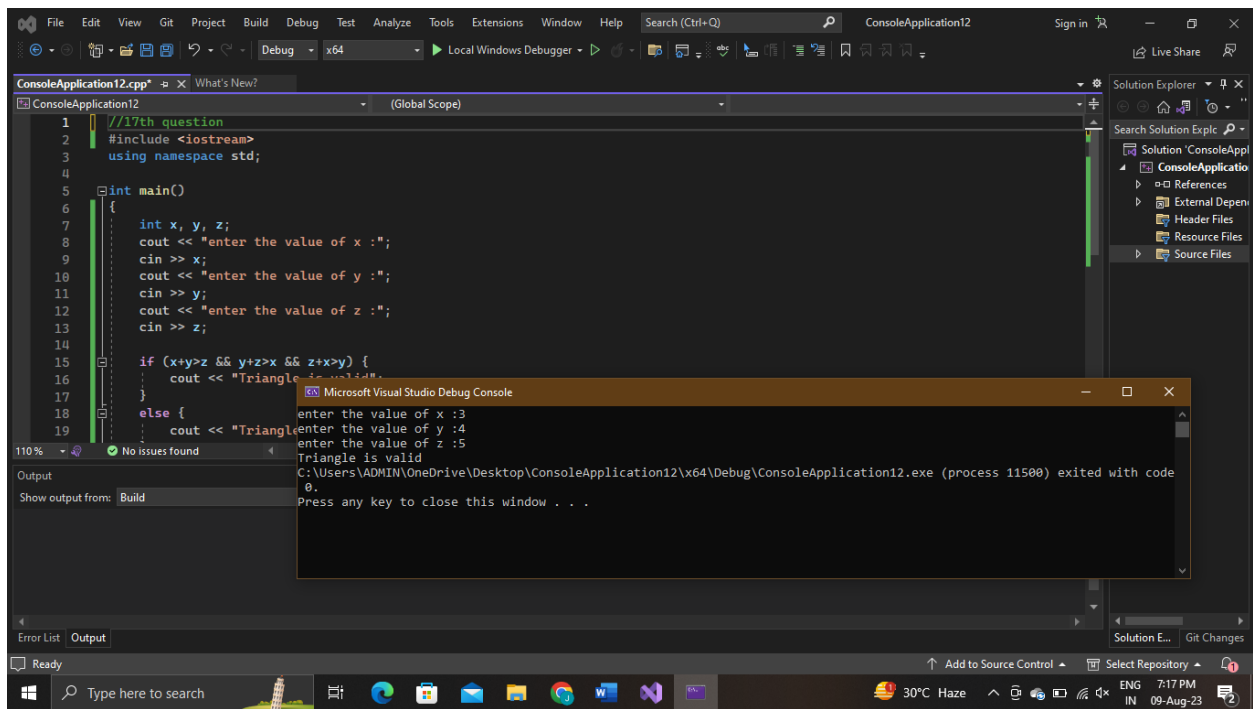 File Edit View Git Project Build Debug Test Analyze Tools Extensions Window Help Search (Ctrl+Q) ConsoleApplication12 Sign in
Debug x64 Local Windows Debugger Live Share
ConsoleApplication12.cpp* What's New? Solution Explorer
ConsoleApplication12 (Global Scope)
Search Solution Explc
Solution 'ConsoleAppl
ConsoleApplicatio
References
External Depen
Header Files
Resource Files
Source Files
1 //17th question
2 #include <iostream>
3 using namespace std;
4
5 int main()
6 {
7 int x, y, z;
8 cout << "enter the value of x :";
9 cin >> x;
10 cout << "enter the value of y :";
11 cin >> y;
12 cout << "enter the value of z :";
13 cin >> z;
14
15 if (x+y>z && y+z>x && z+x>y) {
16 cout << "Triangle is valid";
17 }
18 else {
19 cout << "Triangle
110 % No issues found
Output
Show output from: Build
Microsoft Visual Studio Debug Console
enter the value of x :3
enter the value of y :4
enter the value of z :5
Triangle is valid
C:\Users\ADMIN\OneDrive\Desktop\ConsoleApplication12\x64\Debug\ConsoleApplication12.exe (process 11500) exited with code
0.
Press any key to close this window . . .
Error List Output Solution E... Git Changes
Ready Add to Source Control Select Repository 1
Type here to search 30°C Haze ENG 7:17 PM
IN 09-Aug-23 2